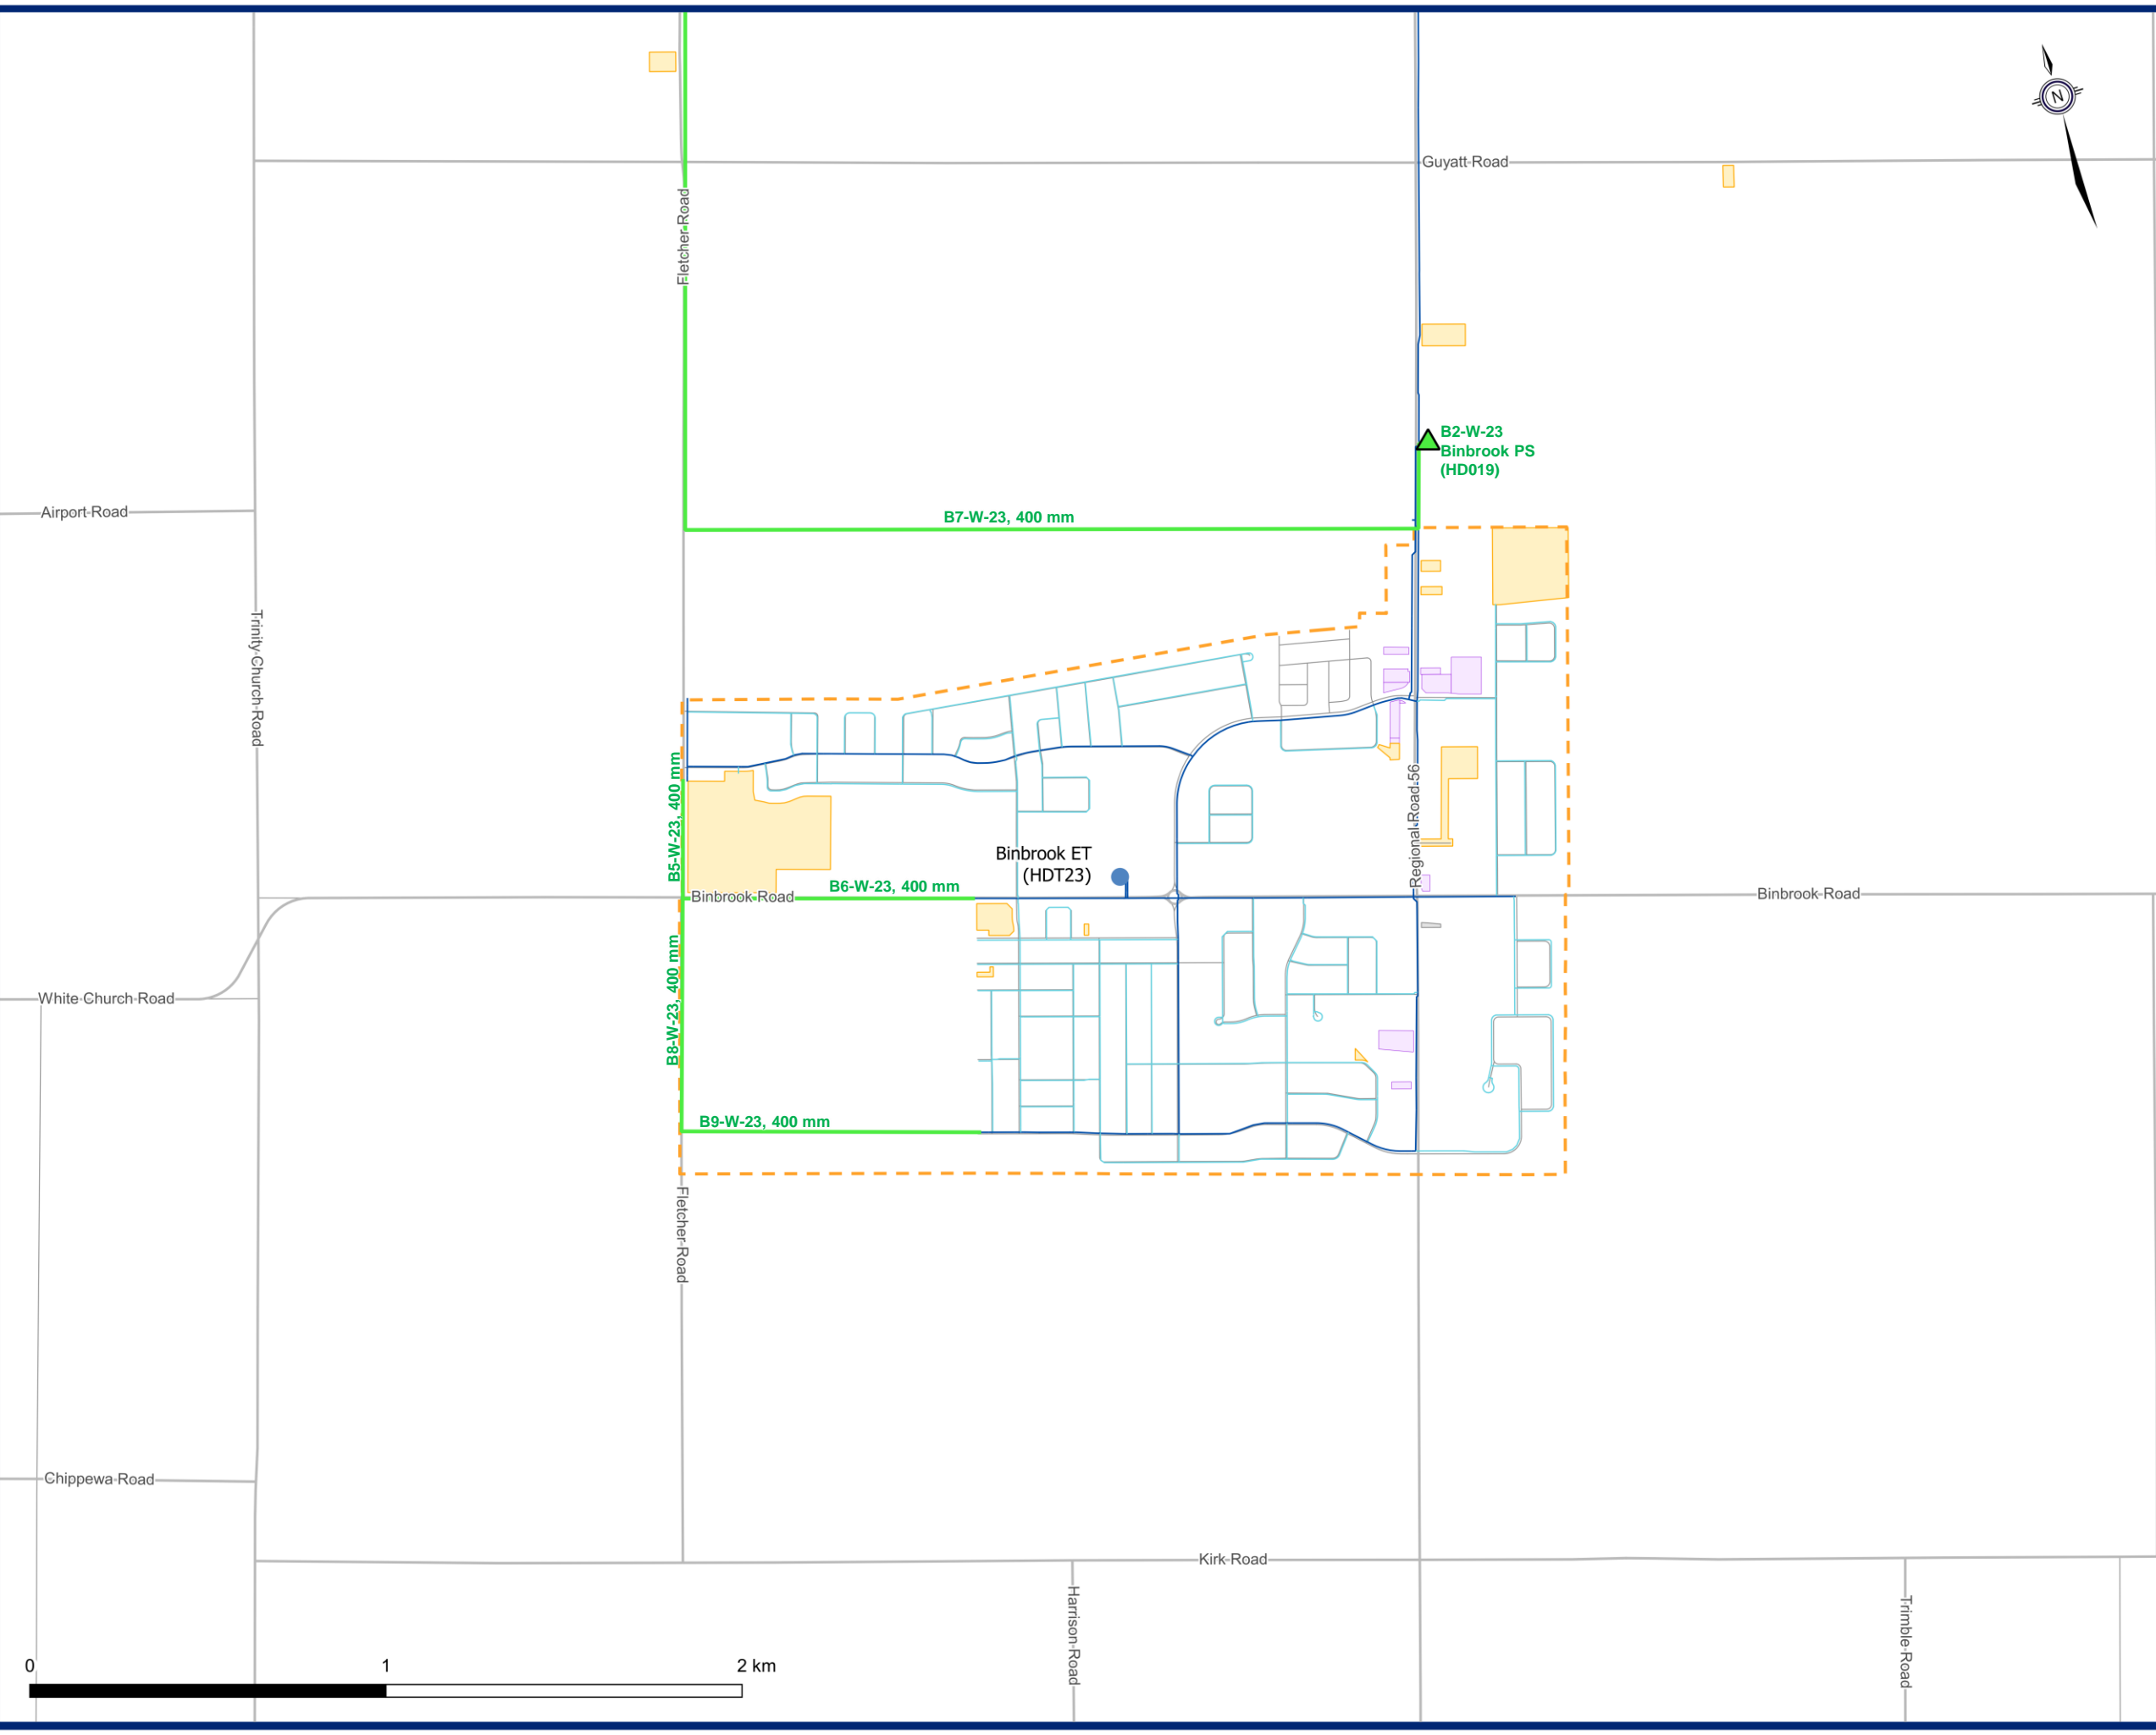 N
Guyatt Road
Fletcher Road
B2-W-23
Binbrook PS
(HD019)
Airport Road
B7-W-23, 400 mm
Trinity Church Road
Regional Road 56
B5-W-23, 400 mm
Binbrook ET
(HDT23)
B6-W-23, 400 mm
Binbrook Road
Binbrook Road
White Church Road
B8-W-23, 400 mm
B9-W-23, 400 mm
Fletcher Road
Chippewa Road
Kirk Road
Harrison Road
Trimble Road
0 1 2 km